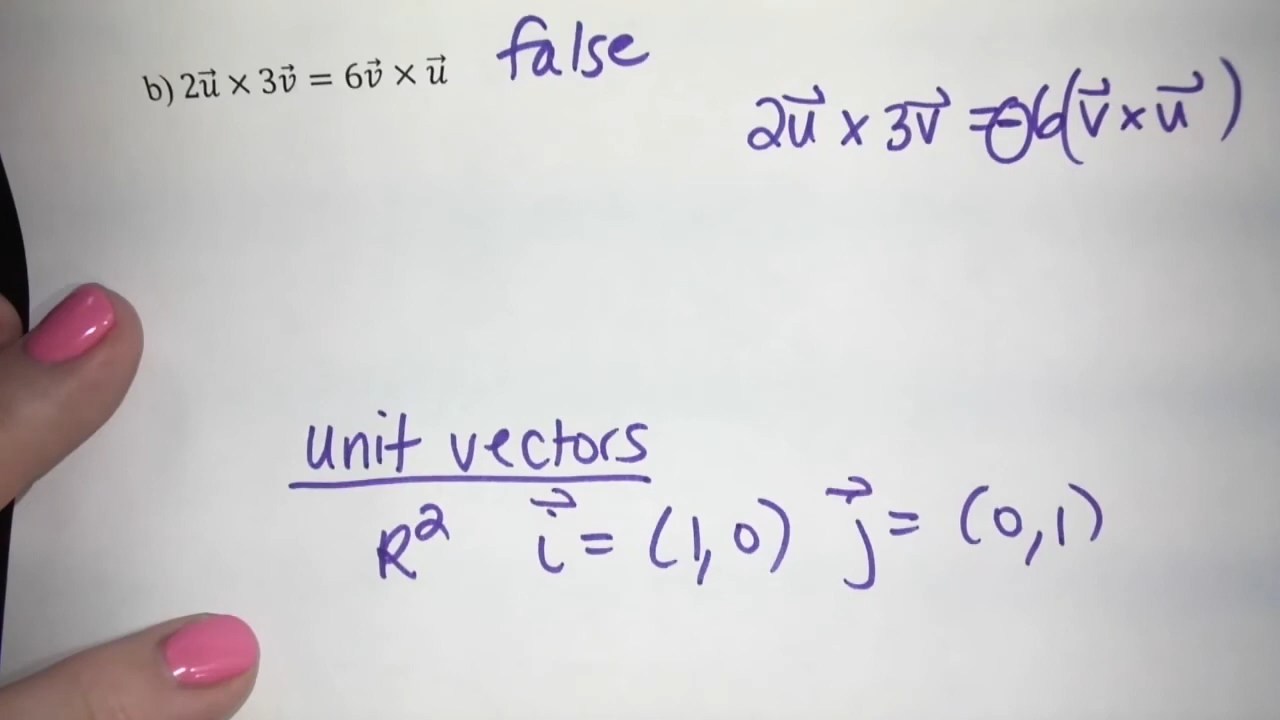 b) 2u⃗ × 3v⃗ = 6v⃗ × u⃗ false
2u⃗ × 3v⃗ = -6(v⃗ × u⃗)
unit vectors
R² i⃗ = (1,0) j⃗ = (0,1)